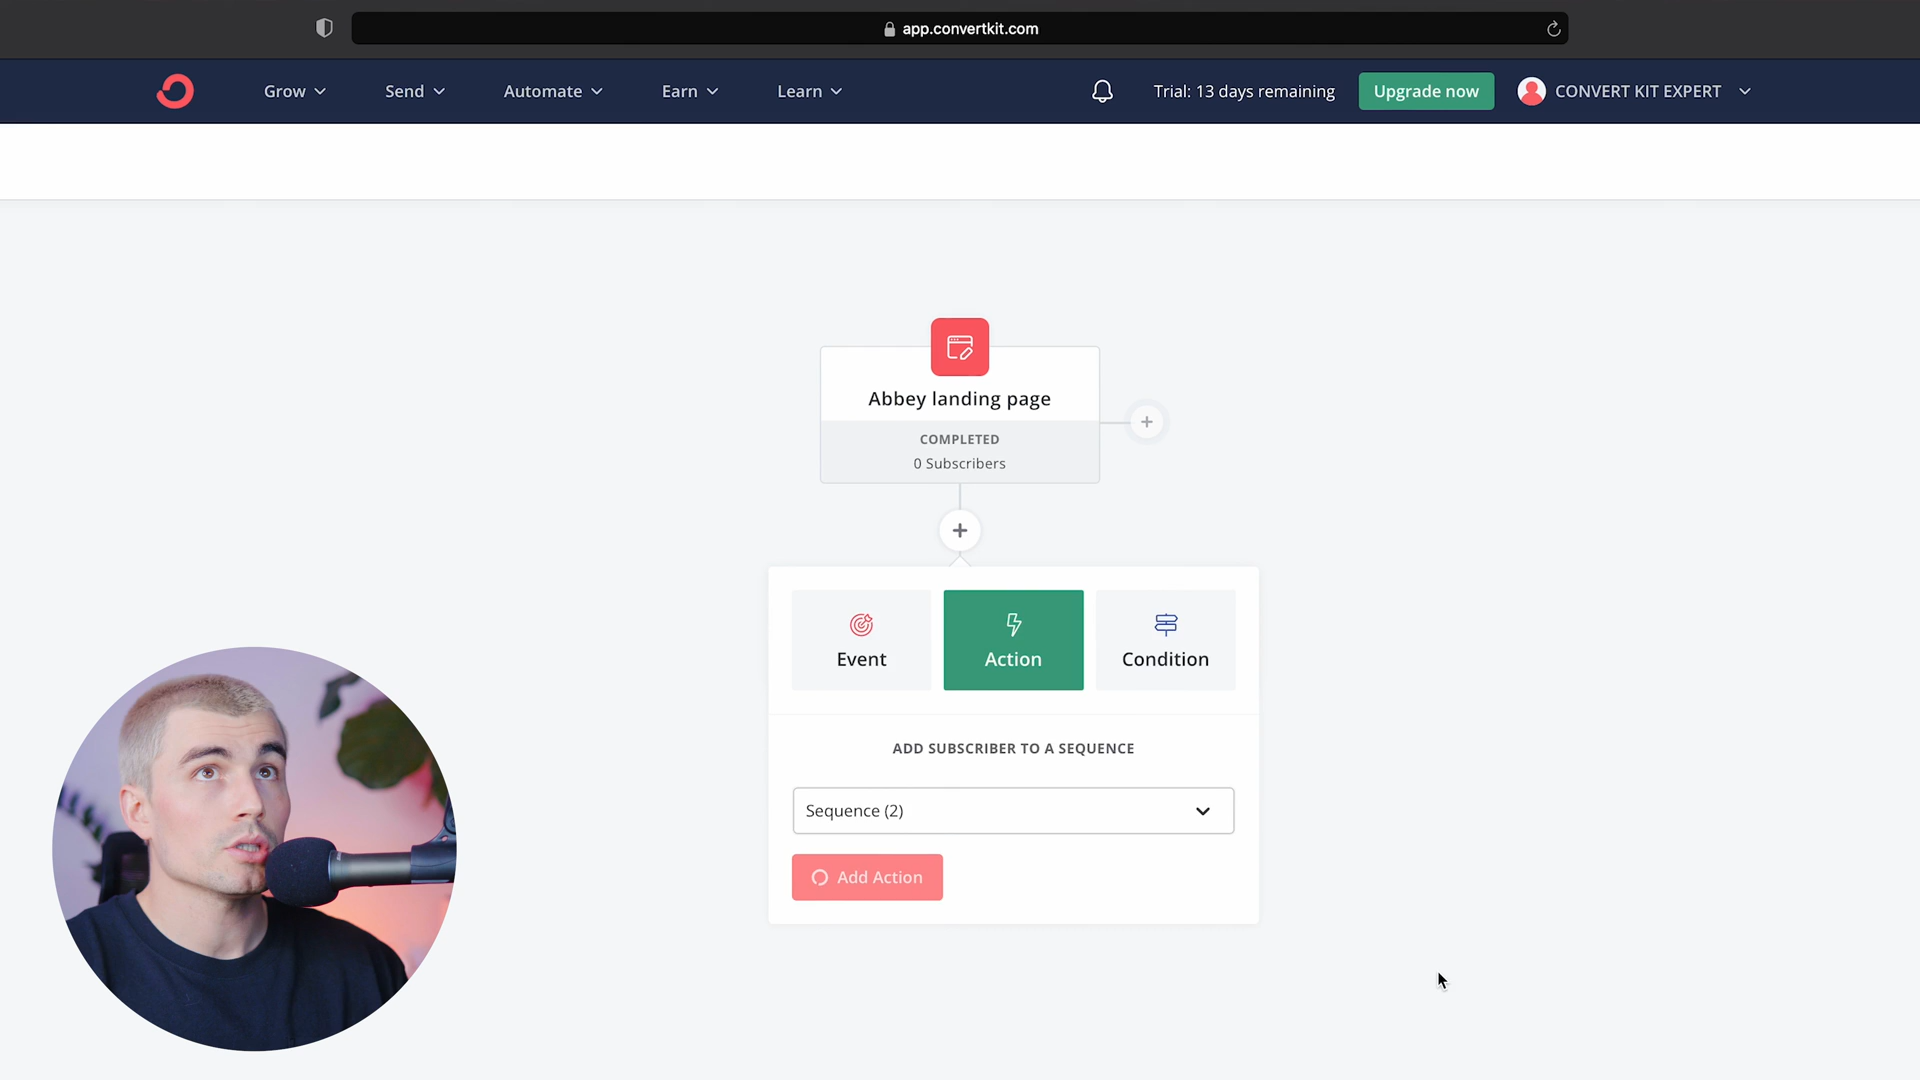 app.convertkit.com
Grow
Send
Automate
Earn
Learn
Trial: 13 days remaining
Upgrade now
CONVERT KIT EXPERT
Abbey landing page
COMPLETED
0 Subscribers
Event
Action
Condition
ADD SUBSCRIBER TO A SEQUENCE
Sequence (2)
Add Action